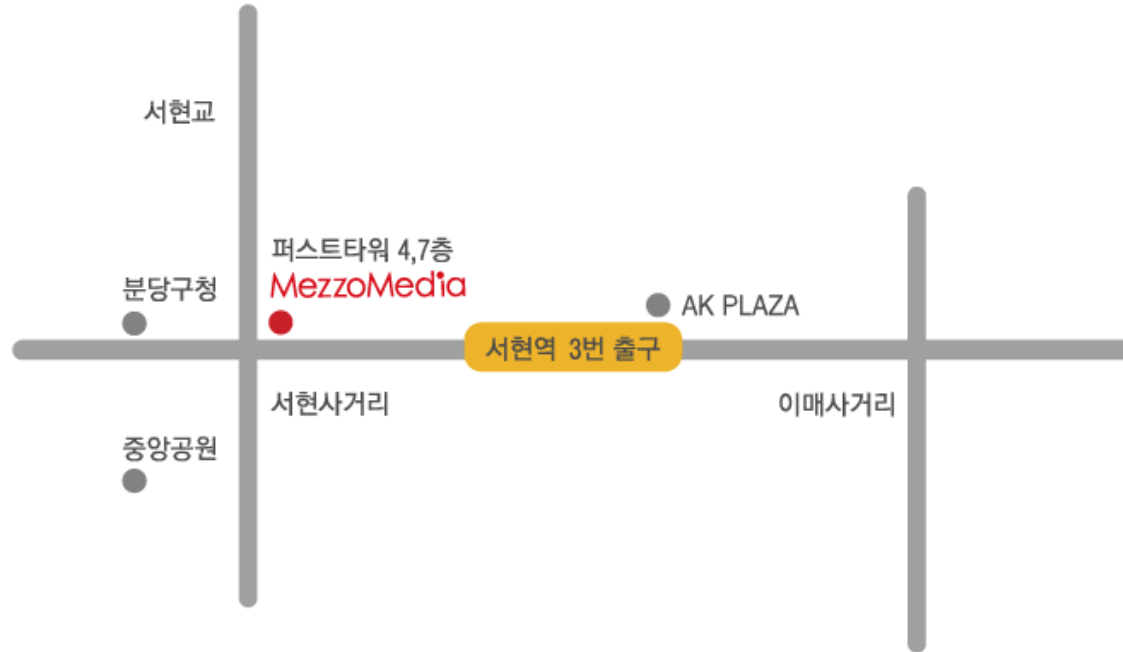 서현교
퍼스트타워 4,7층
MezzoMedia
분당구청
AK PLAZA
서현역 3번 출구
서현사거리
이매사거리
중앙공원